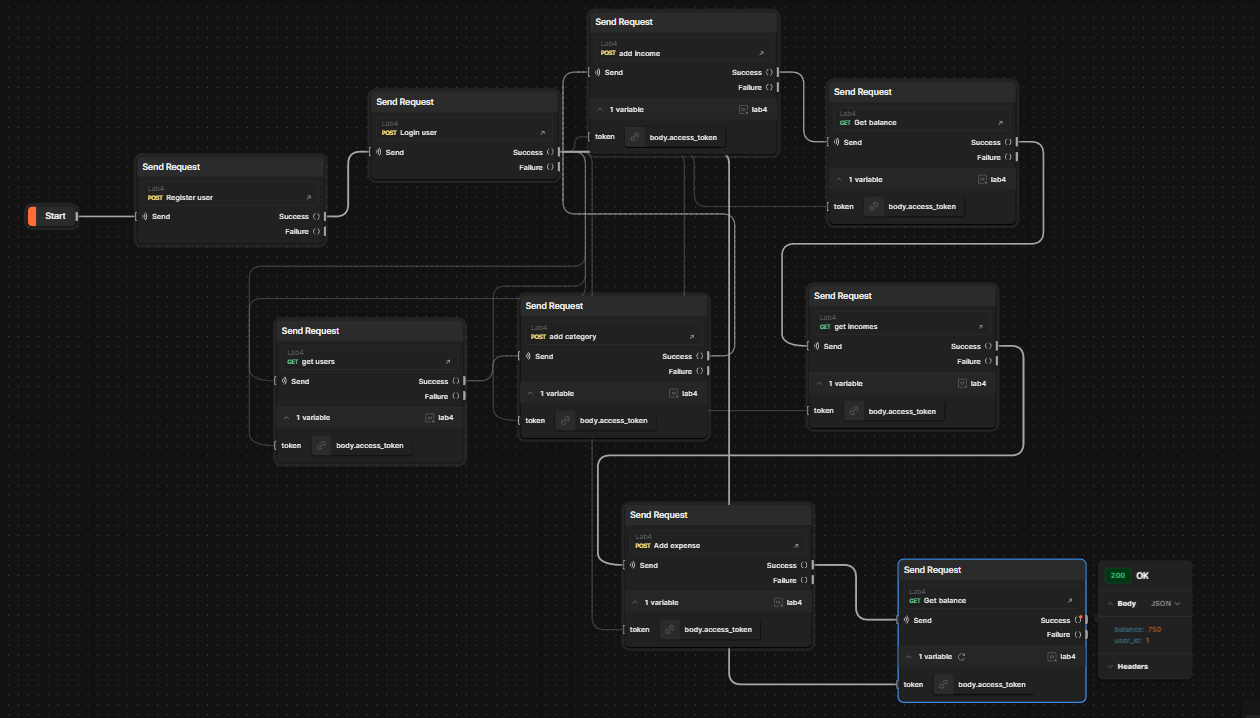 Start
Send Request
Lab4
POST Register user
Send
Success
Failure
Send Request
Lab4
POST Login user
Send
Success
Failure
Send Request
Lab4
POST add income
Send
Success
Failure
1 variable
lab4
token
body.access_token
Send Request
Lab4
GET Get balance
Send
Success
Failure
1 variable
lab4
token
body.access_token
Send Request
Lab4
GET get users
Send
Success
Failure
1 variable
lab4
token
body.access_token
Send Request
Lab4
POST add category
Send
Success
Failure
1 variable
lab4
token
body.access_token
Send Request
Lab4
GET get incomes
Send
Success
Failure
1 variable
lab4
token
body.access_token
Send Request
Lab4
POST Add expense
Send
Success
Failure
1 variable
lab4
token
body.access_token
Send Request
Lab4
GET Get balance
Send
Success
Failure
1 variable
lab4
token
body.access_token
200 OK
Body JSON
balance: 750
user_id: 1
Headers